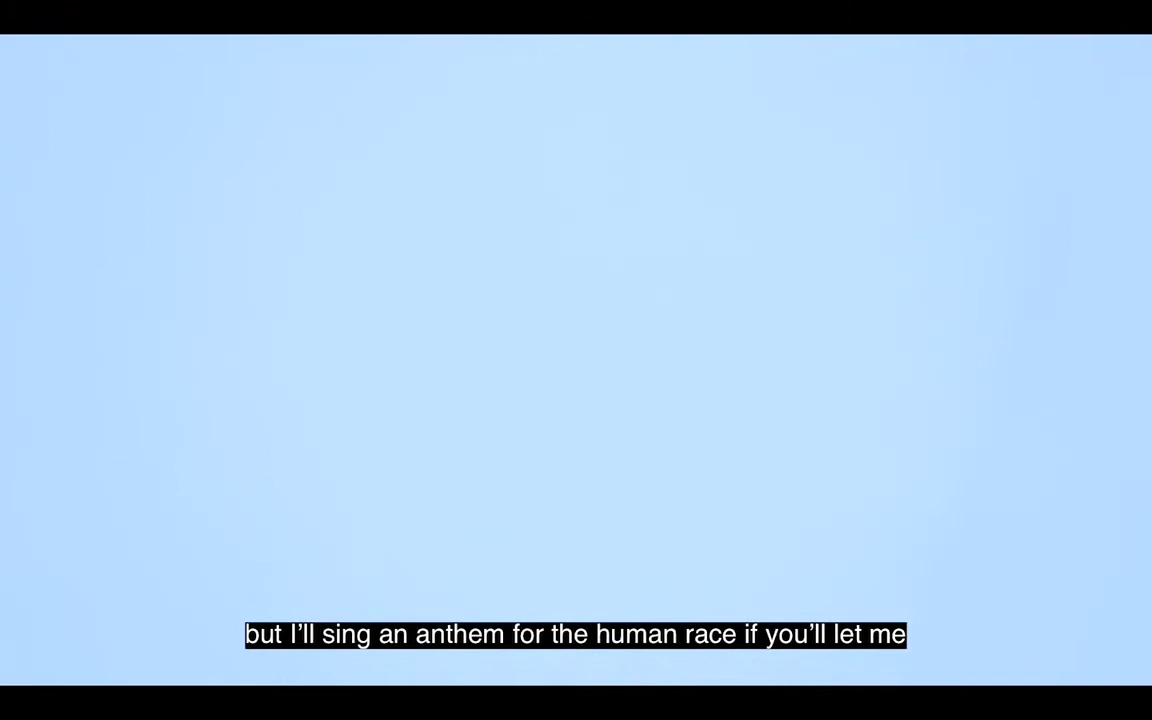 but I’ll sing an anthem for the human race if you’ll let me